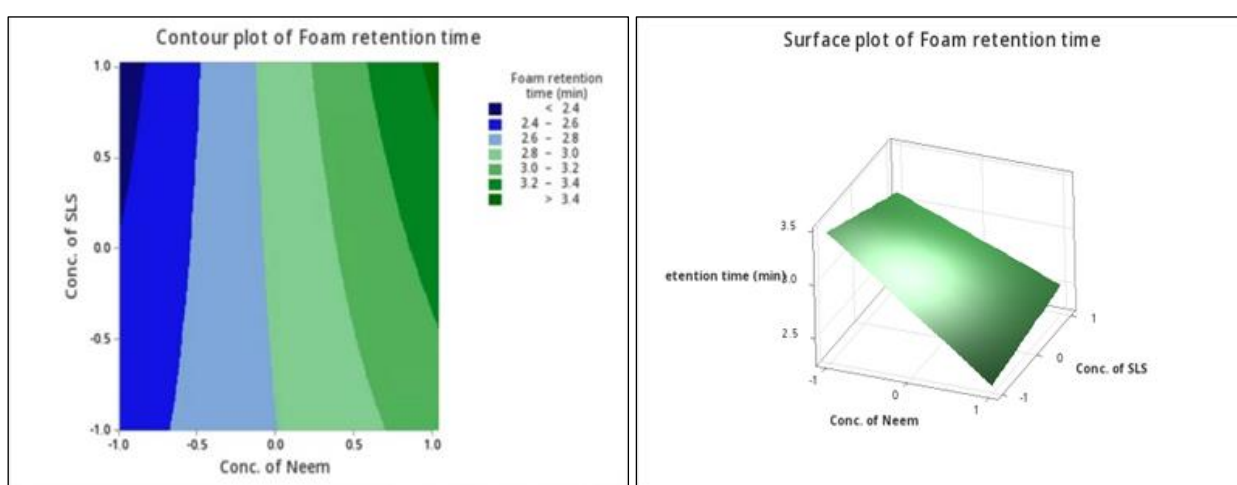 Contour plot of Foam retention time
Foam retention
time (min)
< 2.4
2.4 – 2.6
2.6 – 2.8
2.8 – 3.0
3.0 – 3.2
3.2 – 3.4
> 3.4
1.0
0.5
0.0
-0.5
-1.0
Conc. of SLS
-1.0 -0.5 0.0 0.5 1.0
Conc. of Neem
Surface plot of Foam retention time
3.5
etention time (min) 3.0
2.5
-1 0 1
Conc. of Neem
-1 0 1
Conc. of SLS